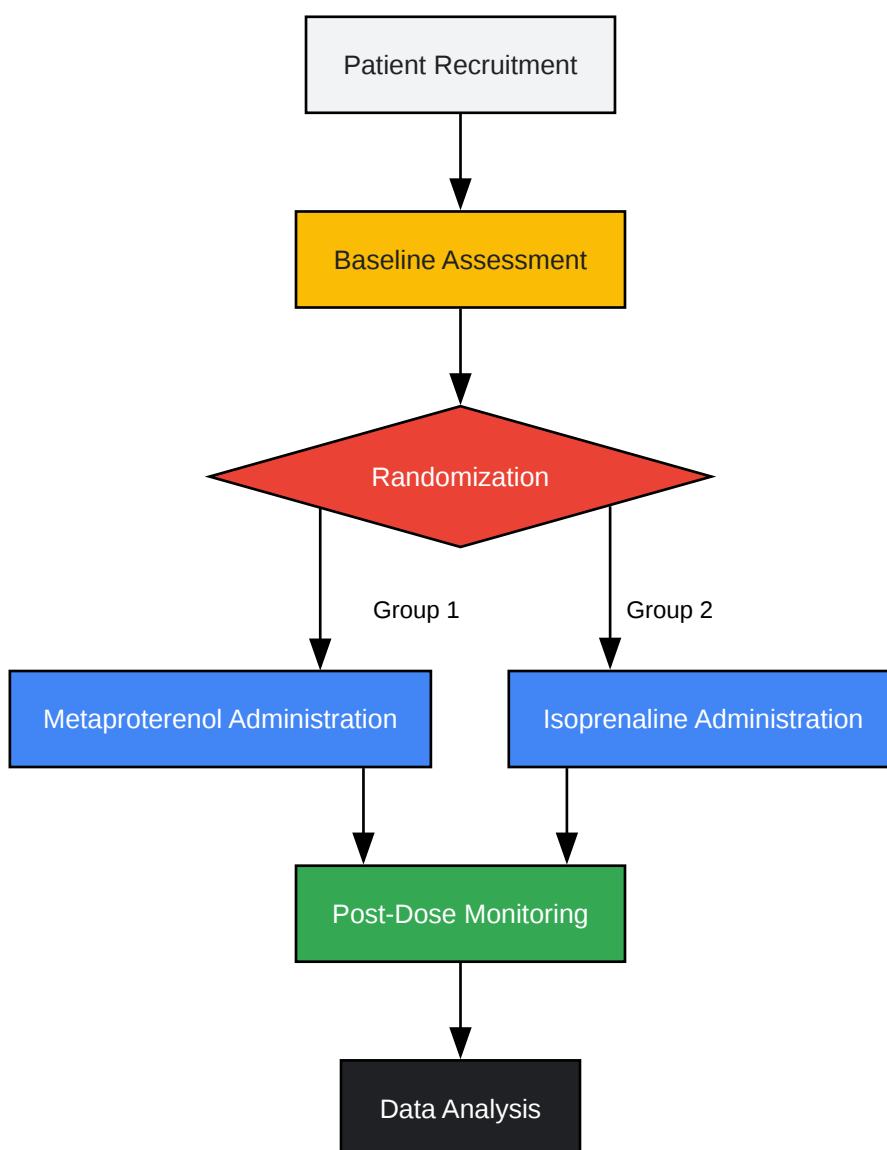 Patient Recruitment
Baseline Assessment
Randomization
Group 1
Group 2
Metaproterenol Administration
Isoprenaline Administration
Post-Dose Monitoring
Data Analysis